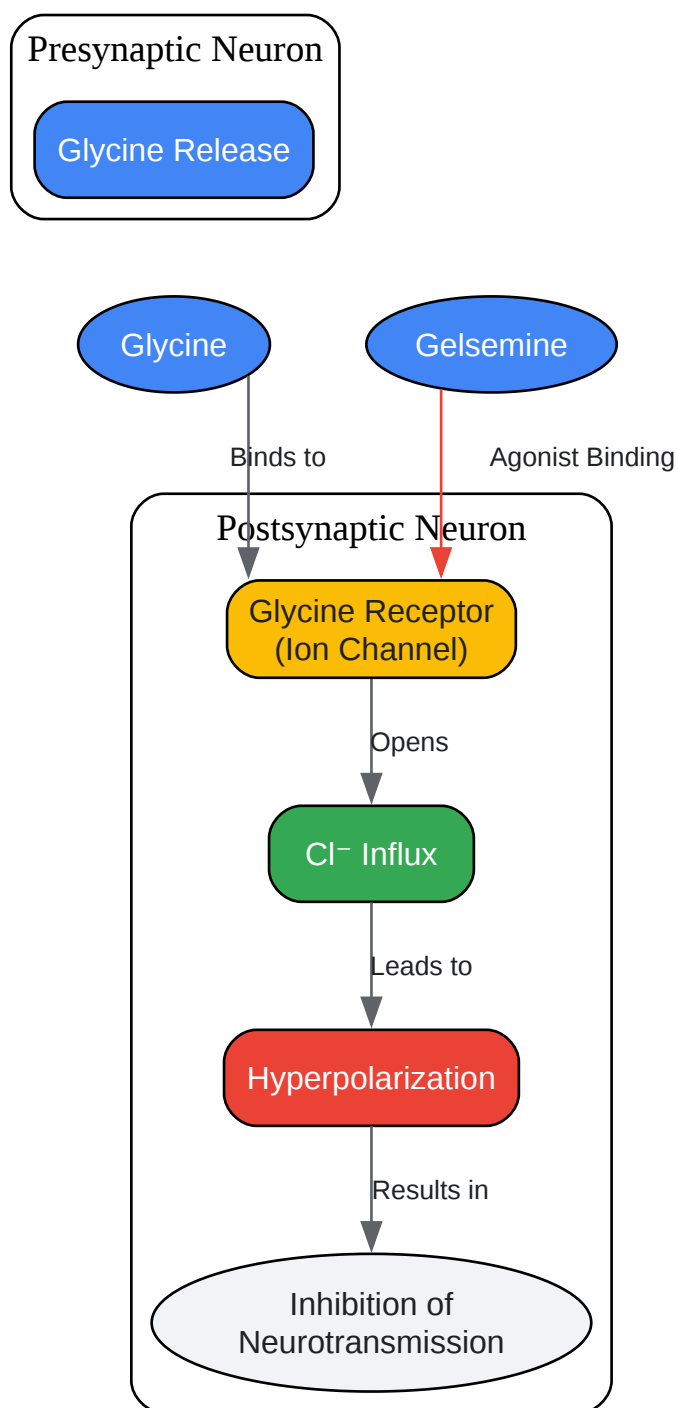 Presynaptic Neuron
Glycine Release
Glycine
Gelsemine
Binds to
Agonist Binding
Postsynaptic Neuron
Glycine Receptor
(Ion Channel)
Opens
Cl⁻ Influx
Leads to
Hyperpolarization
Results in
Inhibition of
Neurotransmission